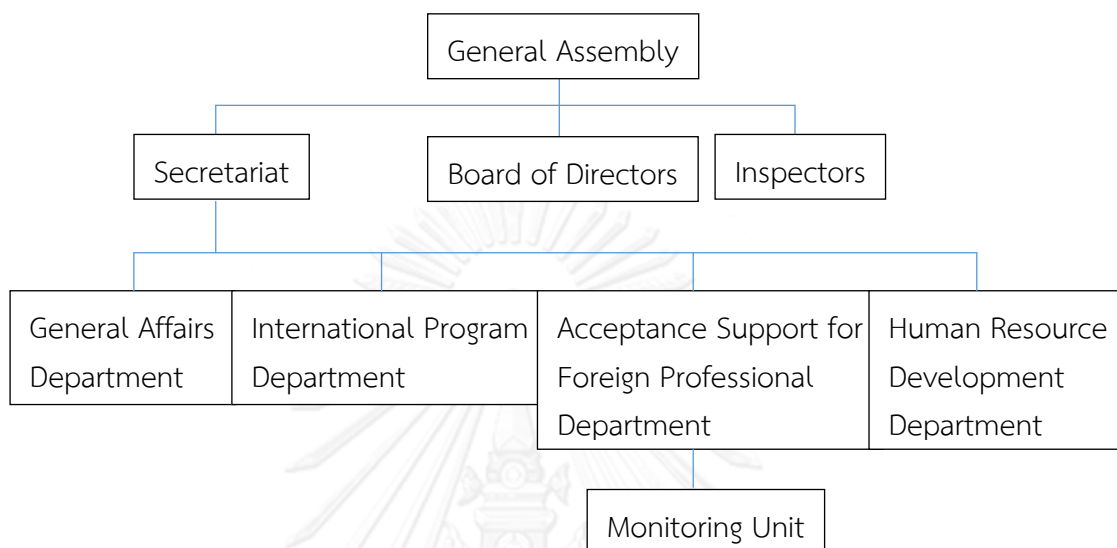 General Assembly
Secretariat
Board of Directors
Inspectors
General Affairs
Department
International Program
Department
Acceptance Support for
Foreign Professional
Department
Human Resource
Development
Department
Monitoring Unit